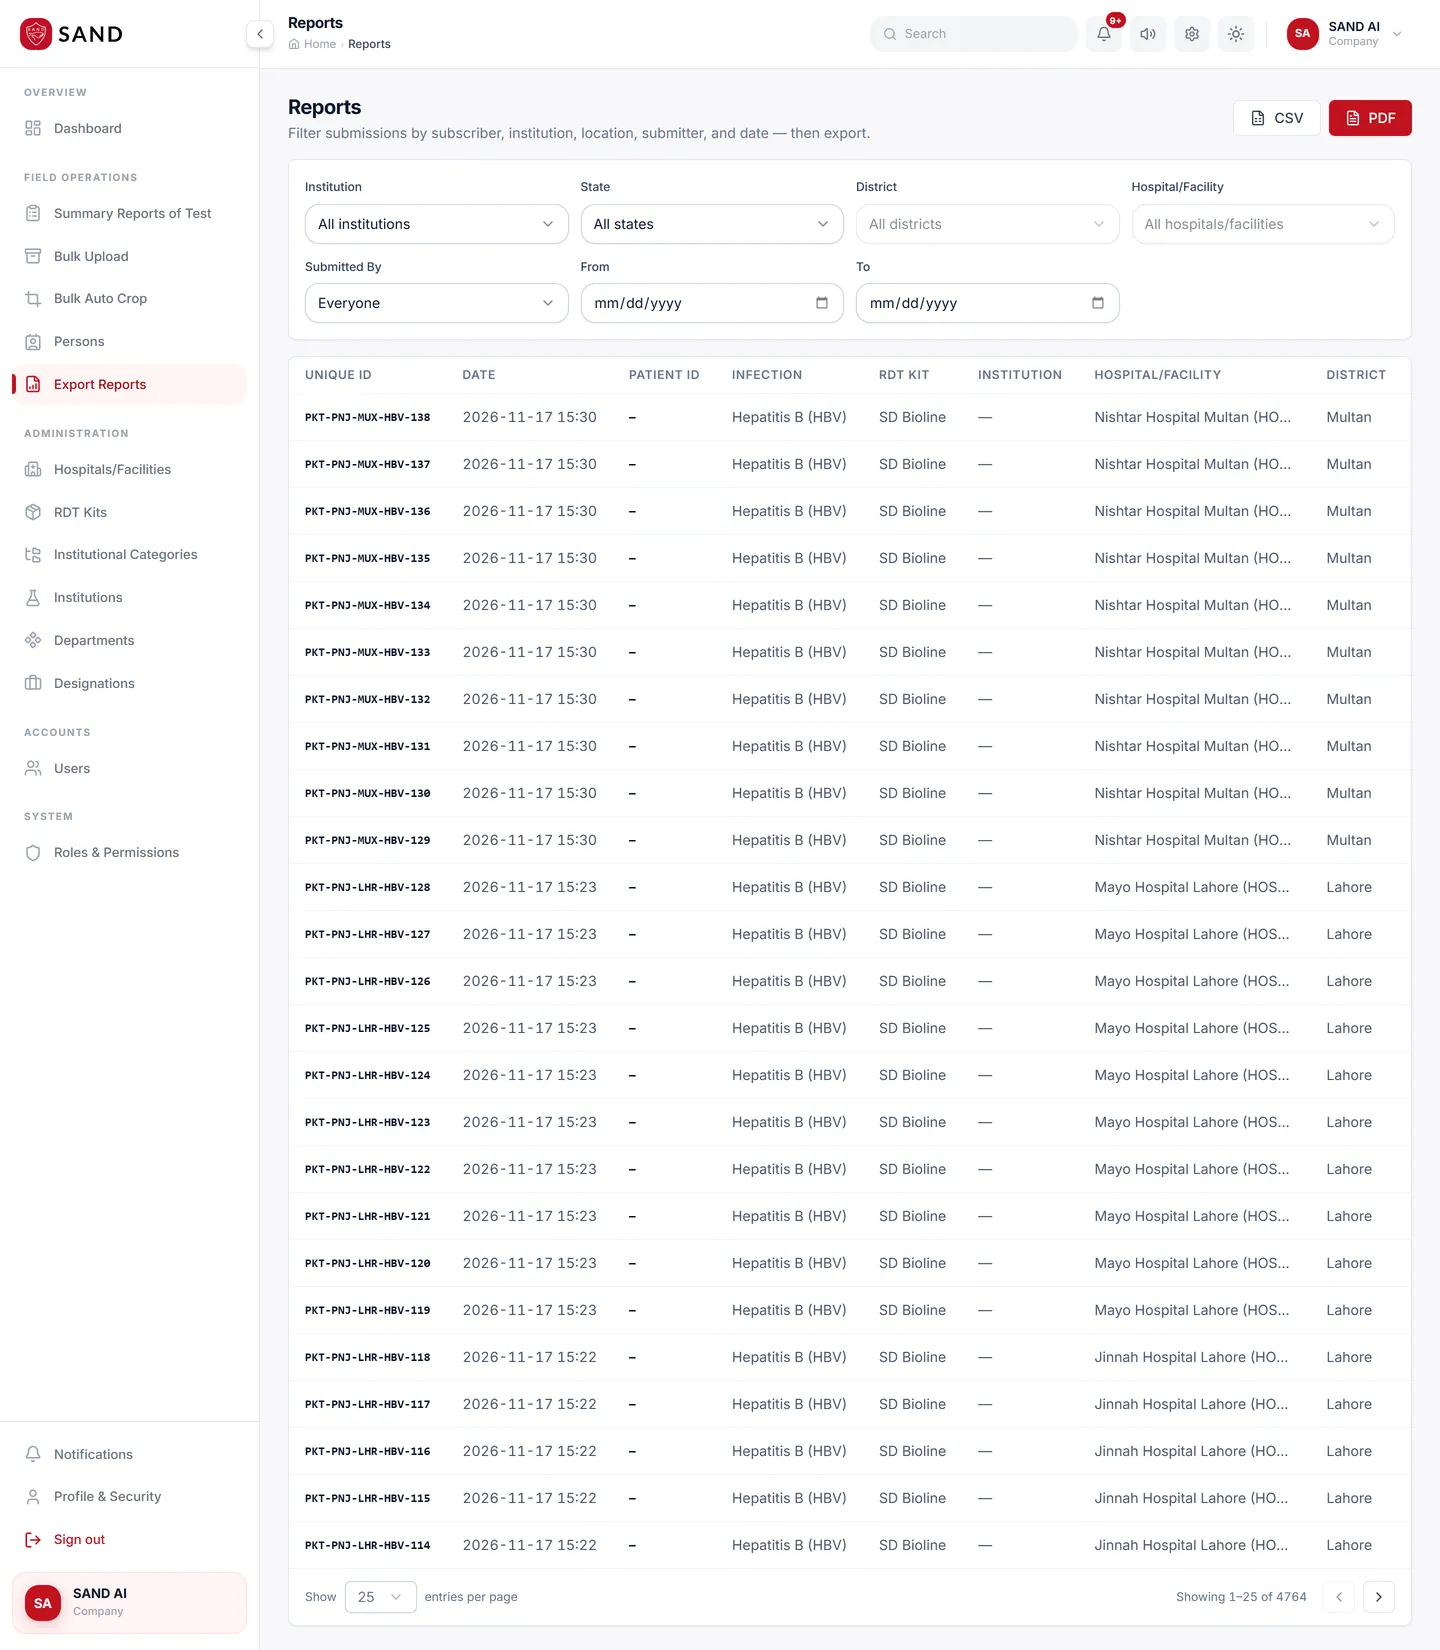 SAND
OVERVIEW
Dashboard
FIELD OPERATIONS
Summary Reports of Test
Bulk Upload
Bulk Auto Crop
Persons
Export Reports
ADMINISTRATION
Hospitals/Facilities
RDT Kits
Institutional Categories
Institutions
Departments
Designations
ACCOUNTS
Users
SYSTEM
Roles & Permissions
Notifications
Profile & Security
Sign out
SA
SAND AI
Company
Reports
Home › Reports
Search
9+
SA
SAND AI
Company
Reports
Filter submissions by subscriber, institution, location, submitter, and date — then export.
CSV
PDF
Institution State District Hospital/Facility
All institutions All states All districts All hospitals/facilities
Submitted By From To
Everyone mm/dd/yyyy mm/dd/yyyy
UNIQUE ID DATE PATIENT ID INFECTION RDT KIT INSTITUTION HOSPITAL/FACILITY DISTRICT
PKT-PNJ-MUX-HBV-138 2026-11-17 15:30 – Hepatitis B (HBV) SD Bioline — Nishtar Hospital Multan (HO... Multan
PKT-PNJ-MUX-HBV-137 2026-11-17 15:30 – Hepatitis B (HBV) SD Bioline — Nishtar Hospital Multan (HO... Multan
PKT-PNJ-MUX-HBV-136 2026-11-17 15:30 – Hepatitis B (HBV) SD Bioline — Nishtar Hospital Multan (HO... Multan
PKT-PNJ-MUX-HBV-135 2026-11-17 15:30 – Hepatitis B (HBV) SD Bioline — Nishtar Hospital Multan (HO... Multan
PKT-PNJ-MUX-HBV-134 2026-11-17 15:30 – Hepatitis B (HBV) SD Bioline — Nishtar Hospital Multan (HO... Multan
PKT-PNJ-MUX-HBV-133 2026-11-17 15:30 – Hepatitis B (HBV) SD Bioline — Nishtar Hospital Multan (HO... Multan
PKT-PNJ-MUX-HBV-132 2026-11-17 15:30 – Hepatitis B (HBV) SD Bioline — Nishtar Hospital Multan (HO... Multan
PKT-PNJ-MUX-HBV-131 2026-11-17 15:30 – Hepatitis B (HBV) SD Bioline — Nishtar Hospital Multan (HO... Multan
PKT-PNJ-MUX-HBV-130 2026-11-17 15:30 – Hepatitis B (HBV) SD Bioline — Nishtar Hospital Multan (HO... Multan
PKT-PNJ-MUX-HBV-129 2026-11-17 15:30 – Hepatitis B (HBV) SD Bioline — Nishtar Hospital Multan (HO... Multan
PKT-PNJ-LHR-HBV-128 2026-11-17 15:23 – Hepatitis B (HBV) SD Bioline — Mayo Hospital Lahore (HOS... Lahore
PKT-PNJ-LHR-HBV-127 2026-11-17 15:23 – Hepatitis B (HBV) SD Bioline — Mayo Hospital Lahore (HOS... Lahore
PKT-PNJ-LHR-HBV-126 2026-11-17 15:23 – Hepatitis B (HBV) SD Bioline — Mayo Hospital Lahore (HOS... Lahore
PKT-PNJ-LHR-HBV-125 2026-11-17 15:23 – Hepatitis B (HBV) SD Bioline — Mayo Hospital Lahore (HOS... Lahore
PKT-PNJ-LHR-HBV-124 2026-11-17 15:23 – Hepatitis B (HBV) SD Bioline — Mayo Hospital Lahore (HOS... Lahore
PKT-PNJ-LHR-HBV-123 2026-11-17 15:23 – Hepatitis B (HBV) SD Bioline — Mayo Hospital Lahore (HOS... Lahore
PKT-PNJ-LHR-HBV-122 2026-11-17 15:23 – Hepatitis B (HBV) SD Bioline — Mayo Hospital Lahore (HOS... Lahore
PKT-PNJ-LHR-HBV-121 2026-11-17 15:23 – Hepatitis B (HBV) SD Bioline — Mayo Hospital Lahore (HOS... Lahore
PKT-PNJ-LHR-HBV-120 2026-11-17 15:23 – Hepatitis B (HBV) SD Bioline — Mayo Hospital Lahore (HOS... Lahore
PKT-PNJ-LHR-HBV-119 2026-11-17 15:23 – Hepatitis B (HBV) SD Bioline — Mayo Hospital Lahore (HOS... Lahore
PKT-PNJ-LHR-HBV-118 2026-11-17 15:22 – Hepatitis B (HBV) SD Bioline — Jinnah Hospital Lahore (HO... Lahore
PKT-PNJ-LHR-HBV-117 2026-11-17 15:22 – Hepatitis B (HBV) SD Bioline — Jinnah Hospital Lahore (HO... Lahore
PKT-PNJ-LHR-HBV-116 2026-11-17 15:22 – Hepatitis B (HBV) SD Bioline — Jinnah Hospital Lahore (HO... Lahore
PKT-PNJ-LHR-HBV-115 2026-11-17 15:22 – Hepatitis B (HBV) SD Bioline — Jinnah Hospital Lahore (HO... Lahore
PKT-PNJ-LHR-HBV-114 2026-11-17 15:22 – Hepatitis B (HBV) SD Bioline — Jinnah Hospital Lahore (HO... Lahore
Show 25 entries per page Showing 1–25 of 4764